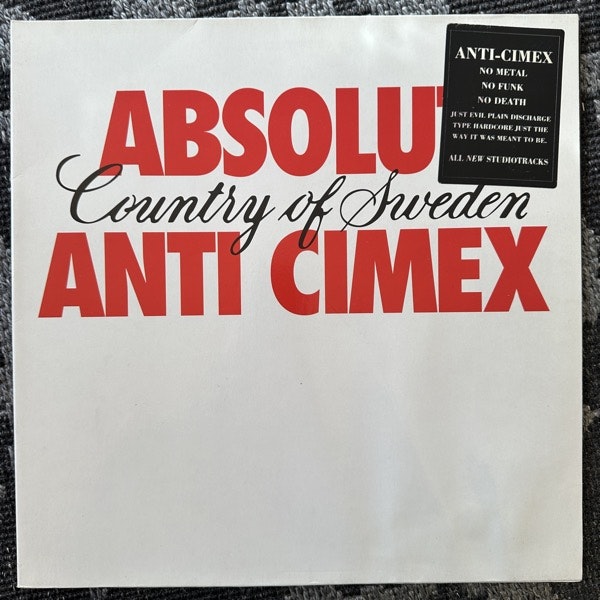 ABSOLUT
Country of Sweden
ANTI CIMEX
ANTI-CIMEX
NO METAL
NO FUNK
NO DEATH
JUST EVIL PLAIN DISCHARGE
TYPE HARDCORE JUST THE
WAY IT WAS MEANT TO BE.
ALL NEW STUDIOTRACKS